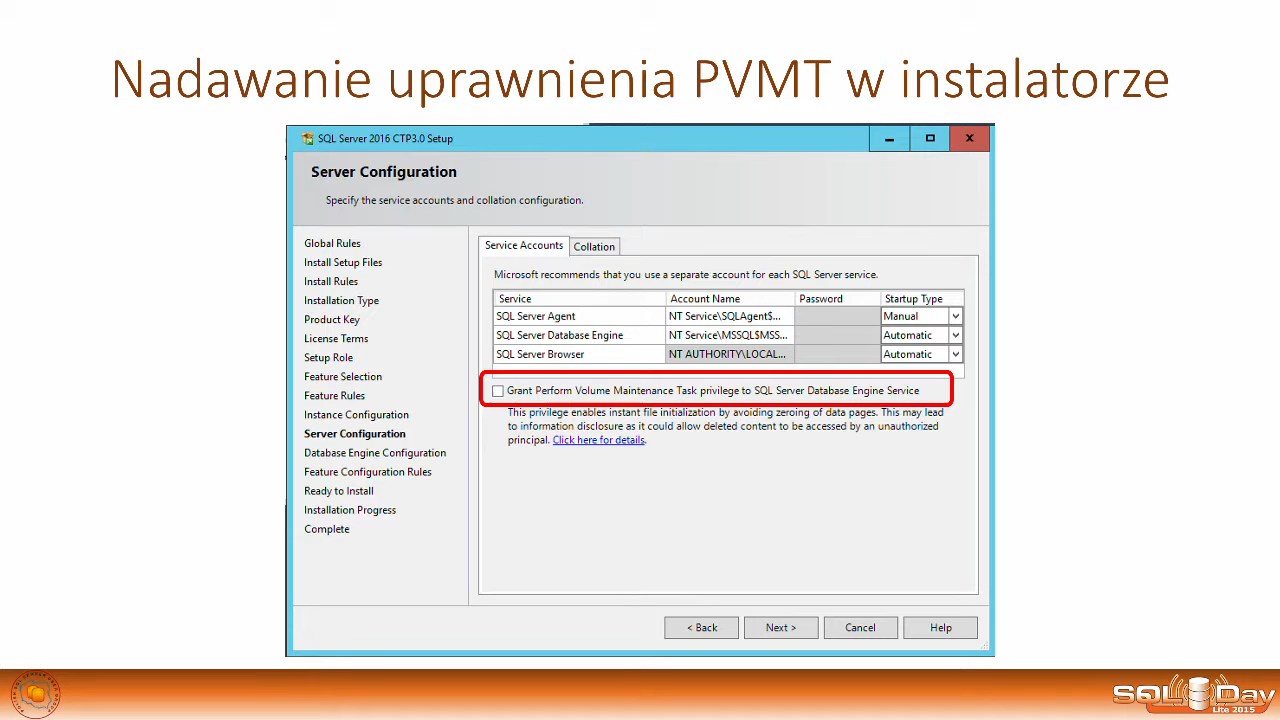 Nadawanie uprawnienia PVMT w instalatorze
SQL Server 2016 CTP3.0 Setup
Server Configuration
Specify the service accounts and collation configuration.
Global Rules
Install Setup Files
Install Rules
Installation Type
Product Key
License Terms
Setup Role
Feature Selection
Feature Rules
Instance Configuration
Server Configuration
Database Engine Configuration
Feature Configuration Rules
Ready to Install
Installation Progress
Complete
Service Accounts Collation
Microsoft recommends that you use a separate account for each SQL Server service.
Service Account Name Password Startup Type
SQL Server Agent NT Service\SQLAgent$... Manual
SQL Server Database Engine NT Service\MSSQL$MSS... Automatic
SQL Server Browser NT AUTHORITY\LOCAL... Automatic
Grant Perform Volume Maintenance Task privilege to SQL Server Database Engine Service
This privilege enables instant file initialization by avoiding zeroing of data pages. This may lead
to information disclosure as it could allow deleted content to be accessed by an unauthorized
principal. Click here for details.
< Back Next > Cancel Help
SQL Day
Lite 2015